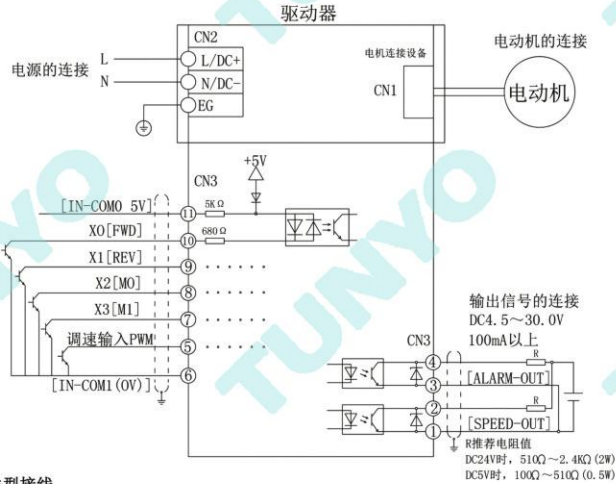 驱动器
CN2
电源的连接
L
N
L/DC+
N/DC-
EG
电机连接设备
CN1
电动机的连接
电动机
CN3
+5V
[IN-COM0 5V]
⑪
5KΩ
X0[FWD]
⑩
680Ω
X1[REV]
⑨
X2[M0]
⑧
X3[M1]
⑦
调速输入PWM
⑤
[IN-COM1(0V)]
⑥
输出信号的连接
DC4.5~30.0V
100mA以上
CN3
④
R
③
[ALARM-OUT]
②
R
[SPEED-OUT]
①
R推荐电阻值
DC24V时，510Ω~2.4KΩ(2W)
DC5V时，100Ω~510Ω(0.5W)
TUNYO